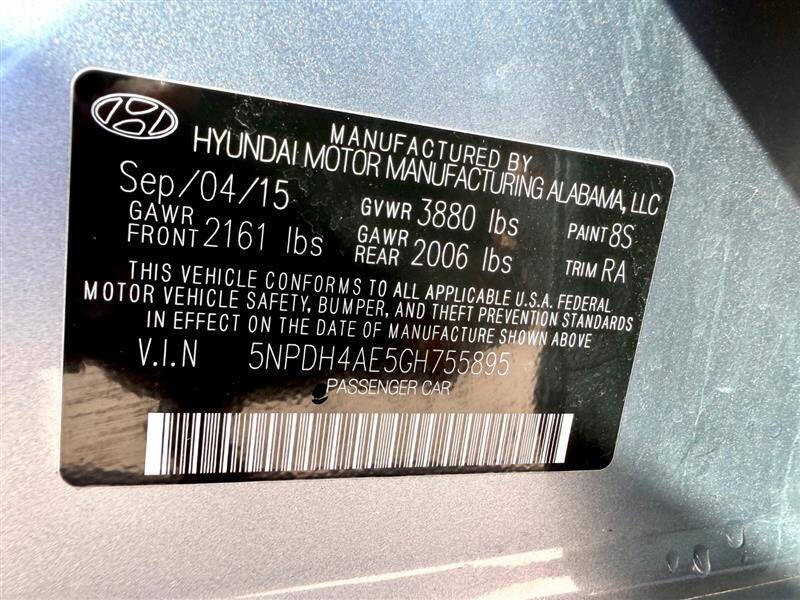 MANUFACTURED BY
HYUNDAI MOTOR MANUFACTURING ALABAMA, LLC
Sep/04/15 GVWR 3880 lbs PAINT 8S
GAWR FRONT 2161 lbs GAWR REAR 2006 lbs TRIM RA
THIS VEHICLE CONFORMS TO ALL APPLICABLE U.S.A. FEDERAL
MOTOR VEHICLE SAFETY, BUMPER, AND THEFT PREVENTION STANDARDS
IN EFFECT ON THE DATE OF MANUFACTURE SHOWN ABOVE.
V.I.N 5NPDH4AE5GH755895
PASSENGER CAR